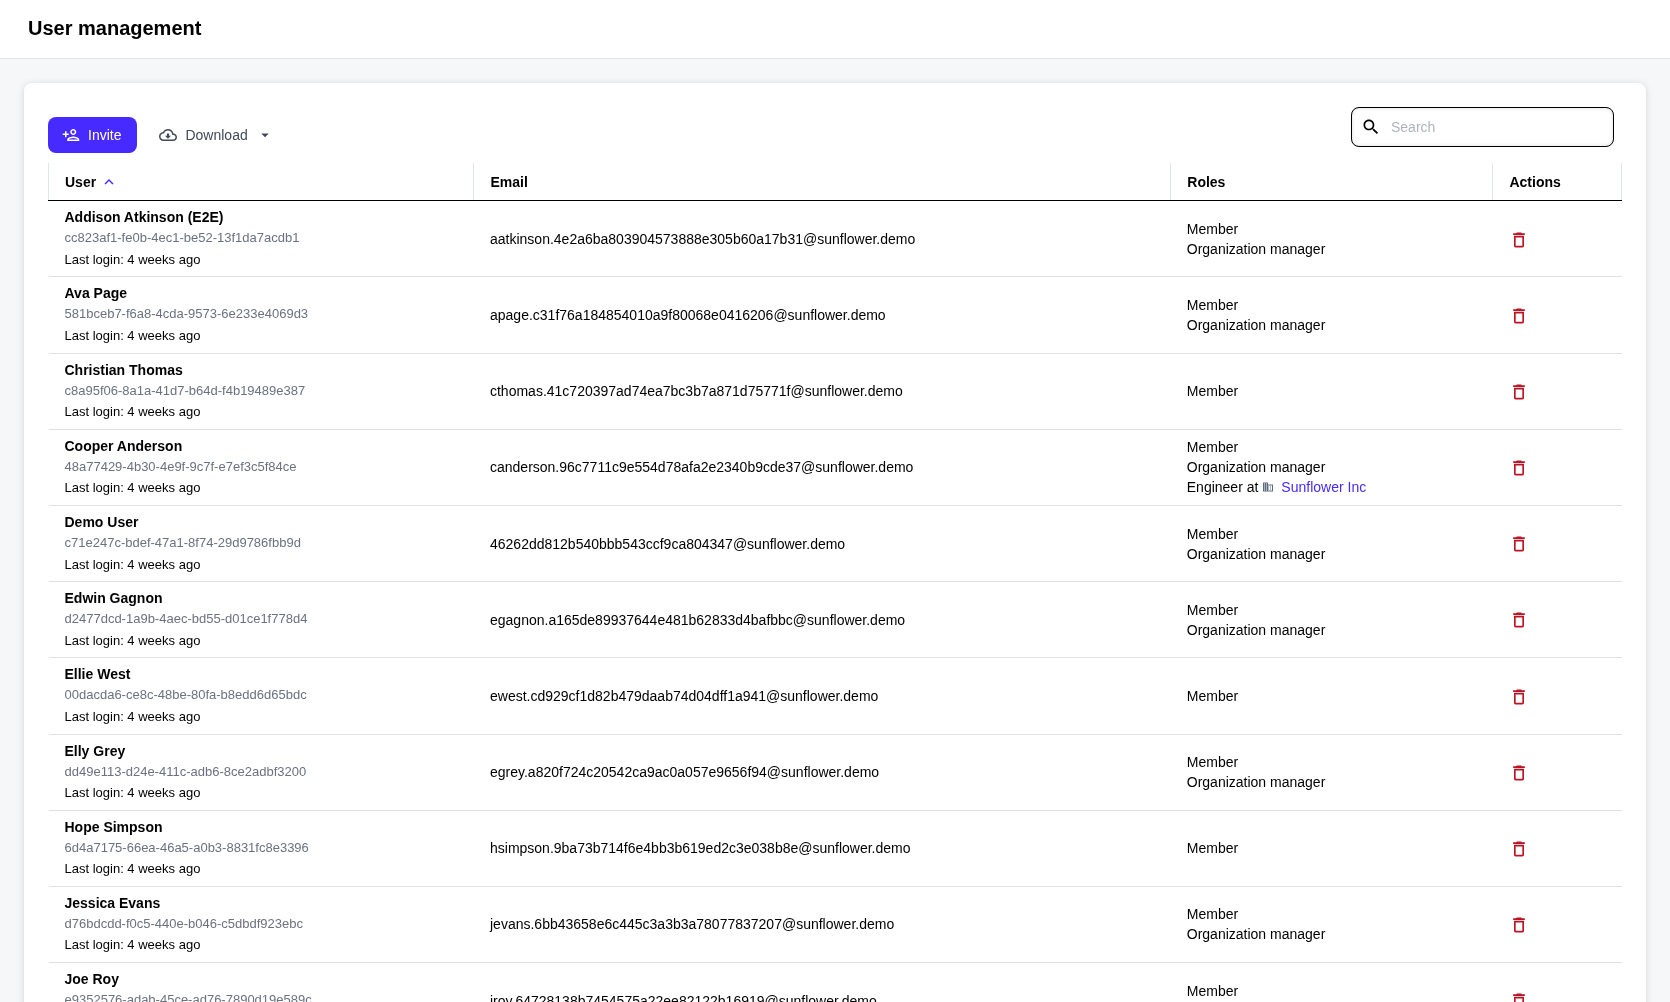 User management
Invite
Download
Search
User
Email
Roles
Actions
Addison Atkinson (E2E)
cc823af1-fe0b-4ec1-be52-13f1da7acdb1
Last login: 4 weeks ago
aatkinson.4e2a6ba803904573888e305b60a17b31@sunflower.demo
Member
Organization manager
Ava Page
581bceb7-f6a8-4cda-9573-6e233e4069d3
Last login: 4 weeks ago
apage.c31f76a184854010a9f80068e0416206@sunflower.demo
Member
Organization manager
Christian Thomas
c8a95f06-8a1a-41d7-b64d-f4b19489e387
Last login: 4 weeks ago
cthomas.41c720397ad74ea7bc3b7a871d75771f@sunflower.demo
Member
Cooper Anderson
48a77429-4b30-4e9f-9c7f-e7ef3c5f84ce
Last login: 4 weeks ago
canderson.96c7711c9e554d78afa2e2340b9cde37@sunflower.demo
Member
Organization manager
Engineer at Sunflower Inc
Demo User
c71e247c-bdef-47a1-8f74-29d9786fbb9d
Last login: 4 weeks ago
46262dd812b540bbb543ccf9ca804347@sunflower.demo
Member
Organization manager
Edwin Gagnon
d2477dcd-1a9b-4aec-bd55-d01ce1f778d4
Last login: 4 weeks ago
egagnon.a165de89937644e481b62833d4bafbbc@sunflower.demo
Member
Organization manager
Ellie West
00dacda6-ce8c-48be-80fa-b8edd6d65bdc
Last login: 4 weeks ago
ewest.cd929cf1d82b479daab74d04dff1a941@sunflower.demo
Member
Elly Grey
dd49e113-d24e-411c-adb6-8ce2adbf3200
Last login: 4 weeks ago
egrey.a820f724c20542ca9ac0a057e9656f94@sunflower.demo
Member
Organization manager
Hope Simpson
6d4a7175-66ea-46a5-a0b3-8831fc8e3396
Last login: 4 weeks ago
hsimpson.9ba73b714f6e4bb3b619ed2c3e038b8e@sunflower.demo
Member
Jessica Evans
d76bdcdd-f0c5-440e-b046-c5dbdf923ebc
Last login: 4 weeks ago
jevans.6bb43658e6c445c3a3b3a78077837207@sunflower.demo
Member
Organization manager
Joe Roy
e9352576-adab-45ce-ad76-7890d19e589c
jroy.64728138b7454575a22ee82122b16919@sunflower.demo
Member